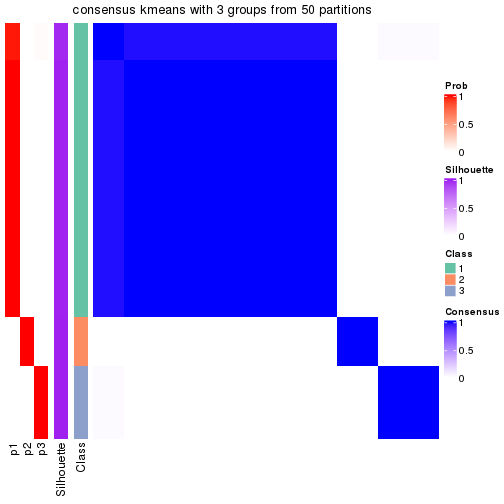 consensus kmeans with 3 groups from 50 partitions
Prob
1
0.5
0
Silhouette
1
0.5
0
Class
1
2
3
Consensus
1
0.5
0
p1
p2
p3
Silhouette
Class